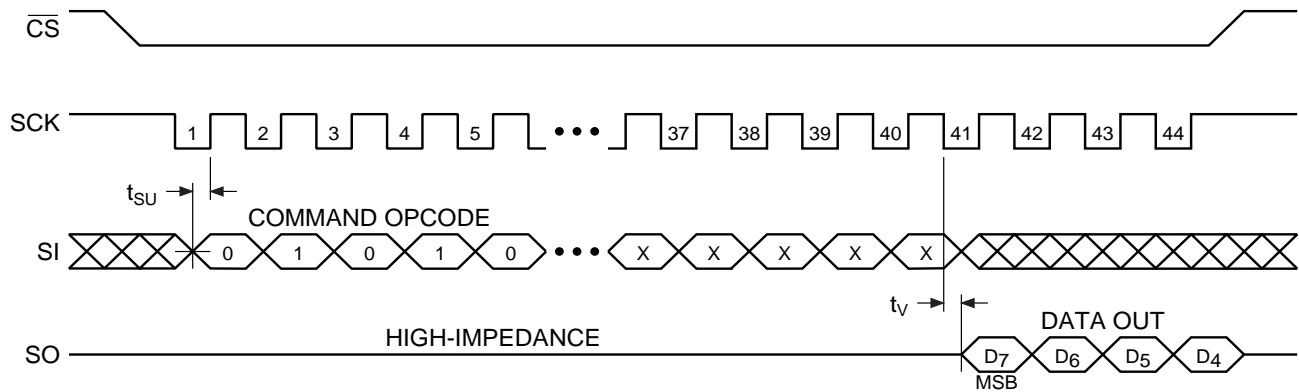 CS
SCK 1 2 3 4 5 ••• 37 38 39 40 41 42 43 44
tSU
COMMAND OPCODE
SI 0 1 0 1 0 ••• X X X X X
tV
HIGH-IMPEDANCE DATA OUT
SO D7 D6 D5 D4
MSB